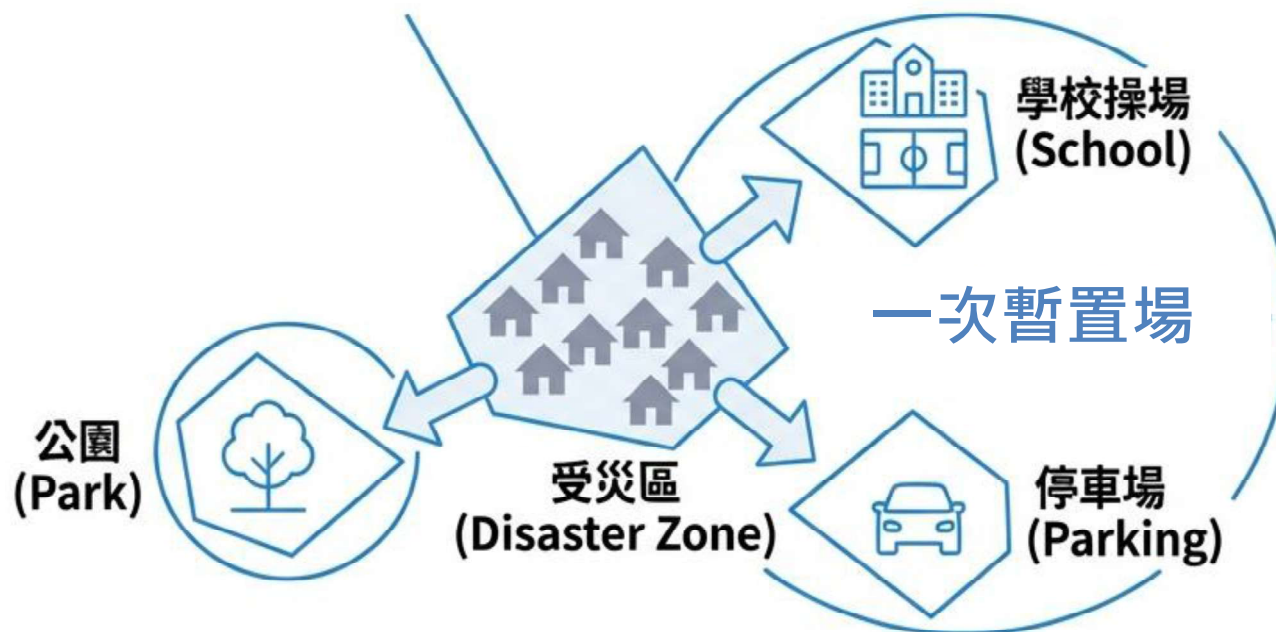 學校操場
(School)
一次暫置場
公園
(Park)
受災區
(Disaster Zone)
停車場
(Parking)